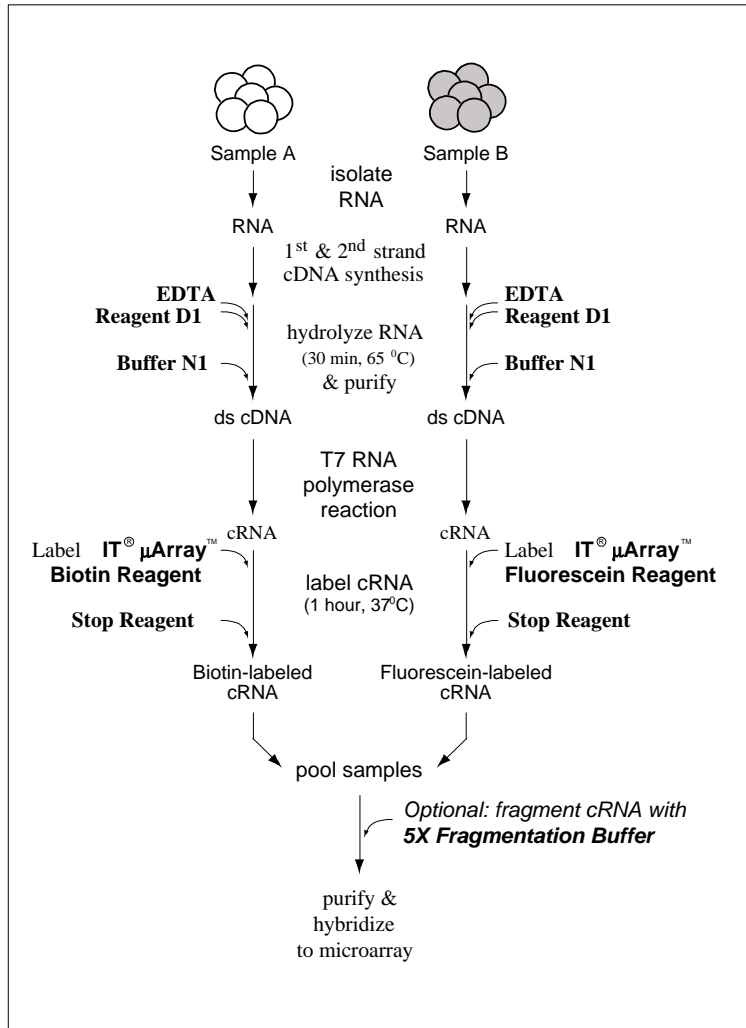 Sample A
Sample B
isolate
RNA
RNA
RNA
1st & 2nd strand
cDNA synthesis
EDTA
Reagent D1
EDTA
Reagent D1
hydrolyze RNA
(30 min, 65 ⁰C)
& purify
Buffer N1
Buffer N1
ds cDNA
ds cDNA
T7 RNA
polymerase
reaction
cRNA
cRNA
Label IT® µArray™
Biotin Reagent
Label IT® µArray™
Fluorescein Reagent
label cRNA
(1 hour, 37⁰C)
Stop Reagent
Stop Reagent
Biotin-labeled
cRNA
Fluorescein-labeled
cRNA
pool samples
Optional: fragment cRNA with
5X Fragmentation Buffer
purify &
hybridize
to microarray